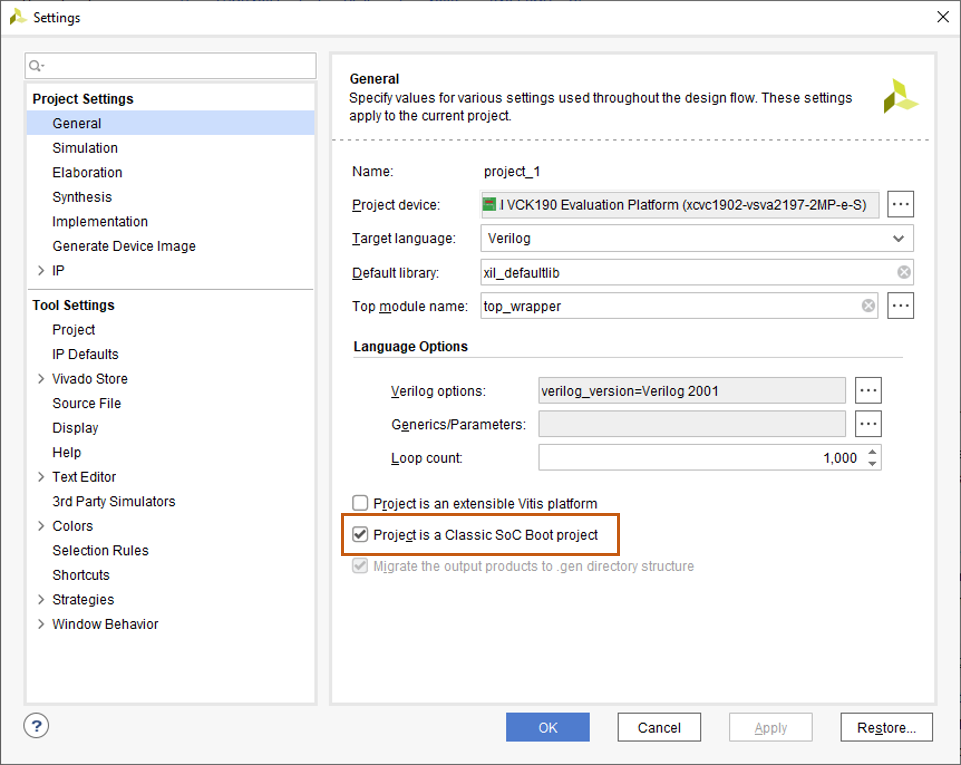 Settings
Project Settings
General
Simulation
Elaboration
Synthesis
Implementation
Generate Device Image
IP
Tool Settings
Project
IP Defaults
Vivado Store
Source File
Display
Help
Text Editor
3rd Party Simulators
Colors
Selection Rules
Shortcuts
Strategies
Window Behavior
General
Specify values for various settings used throughout the design flow. These settings
apply to the current project.
Name: project_1
Project device: VCK190 Evaluation Platform (xcvc1902-vsva2197-2MP-e-S) ...
Target language: Verilog
Default library: xil_defaultlib
Top module name: top_wrapper ...
Language Options
Verilog options: verilog_version=Verilog 2001 ...
Generics/Parameters: ...
Loop count: 1,000
Project is an extensible Vitis platform
Project is a Classic SoC Boot project
Migrate the output products to .gen directory structure
? OK Cancel Apply Restore...